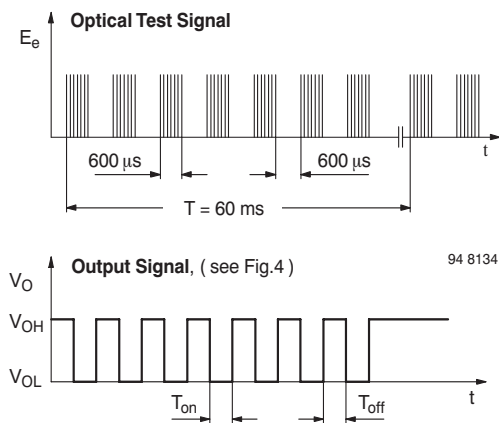 Optical Test Signal
Ee
600 µs
600 µs
t
T = 60 ms
94 8134
Output Signal, ( see Fig.4 )
VO
VOH
VOL
Ton
Toff
t